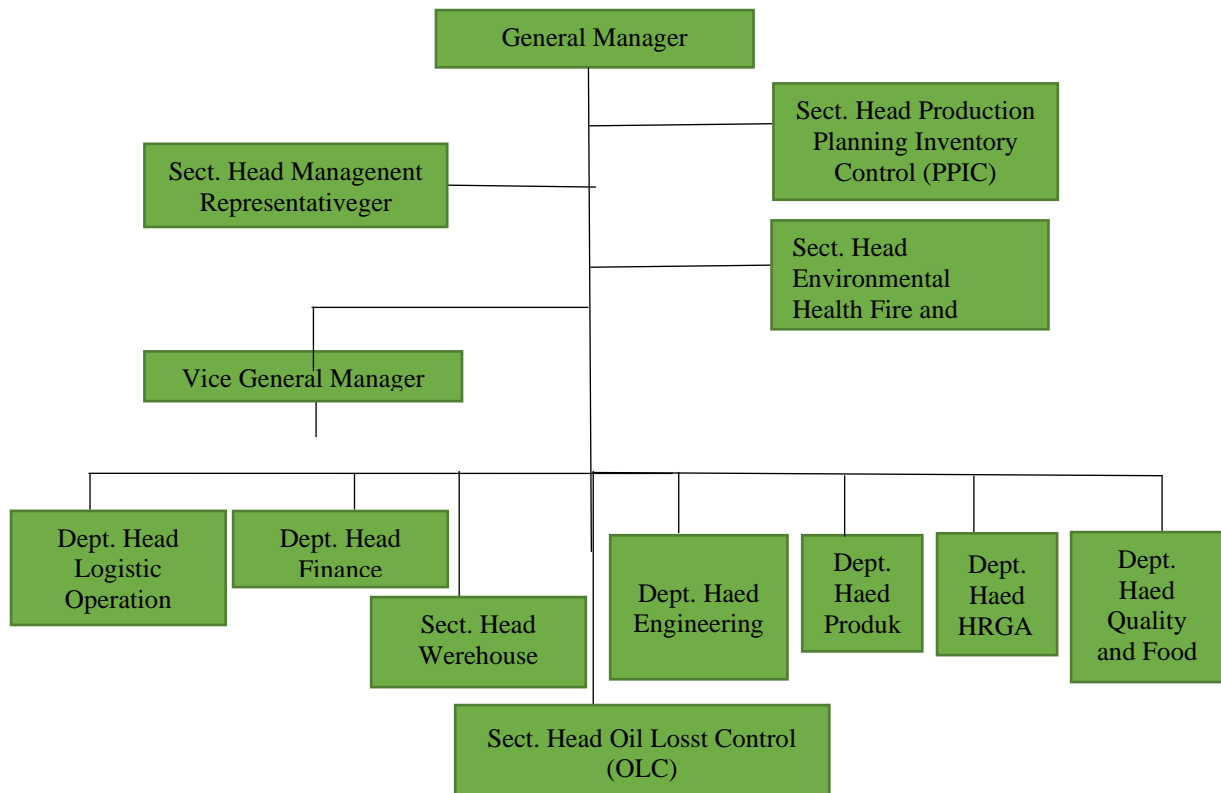 General Manager
Sect. Head Production
Planning Inventory
Control (PPIC)
Sect. Head Managenent
Representativeger
Sect. Head
Environmental
Health Fire and
Vice General Manager
Dept. Head
Logistic
Operation
Dept. Head
Finance
Sect. Head
Werehouse
Dept. Haed
Engineering
Dept.
Haed
Produk
Dept.
Haed
HRGA
Dept.
Haed
Quality
and Food
Sect. Head Oil Losst Control
(OLC)